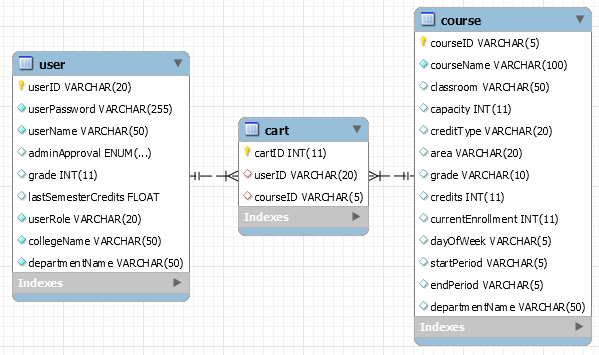 user
userID VARCHAR(20)
userPassword VARCHAR(255)
userName VARCHAR(50)
adminApproval ENUM(...)
grade INT(11)
lastSemesterCredits FLOAT
userRole VARCHAR(20)
collegeName VARCHAR(50)
departmentName VARCHAR(50)
Indexes
cart
cartID INT(11)
userID VARCHAR(20)
courseID VARCHAR(5)
Indexes
course
courseID VARCHAR(5)
courseName VARCHAR(100)
classroom VARCHAR(50)
capacity INT(11)
creditType VARCHAR(20)
area VARCHAR(20)
grade VARCHAR(10)
credits INT(11)
currentEnrollment INT(11)
dayOfWeek VARCHAR(5)
startPeriod VARCHAR(5)
endPeriod VARCHAR(5)
departmentName VARCHAR(50)
Indexes